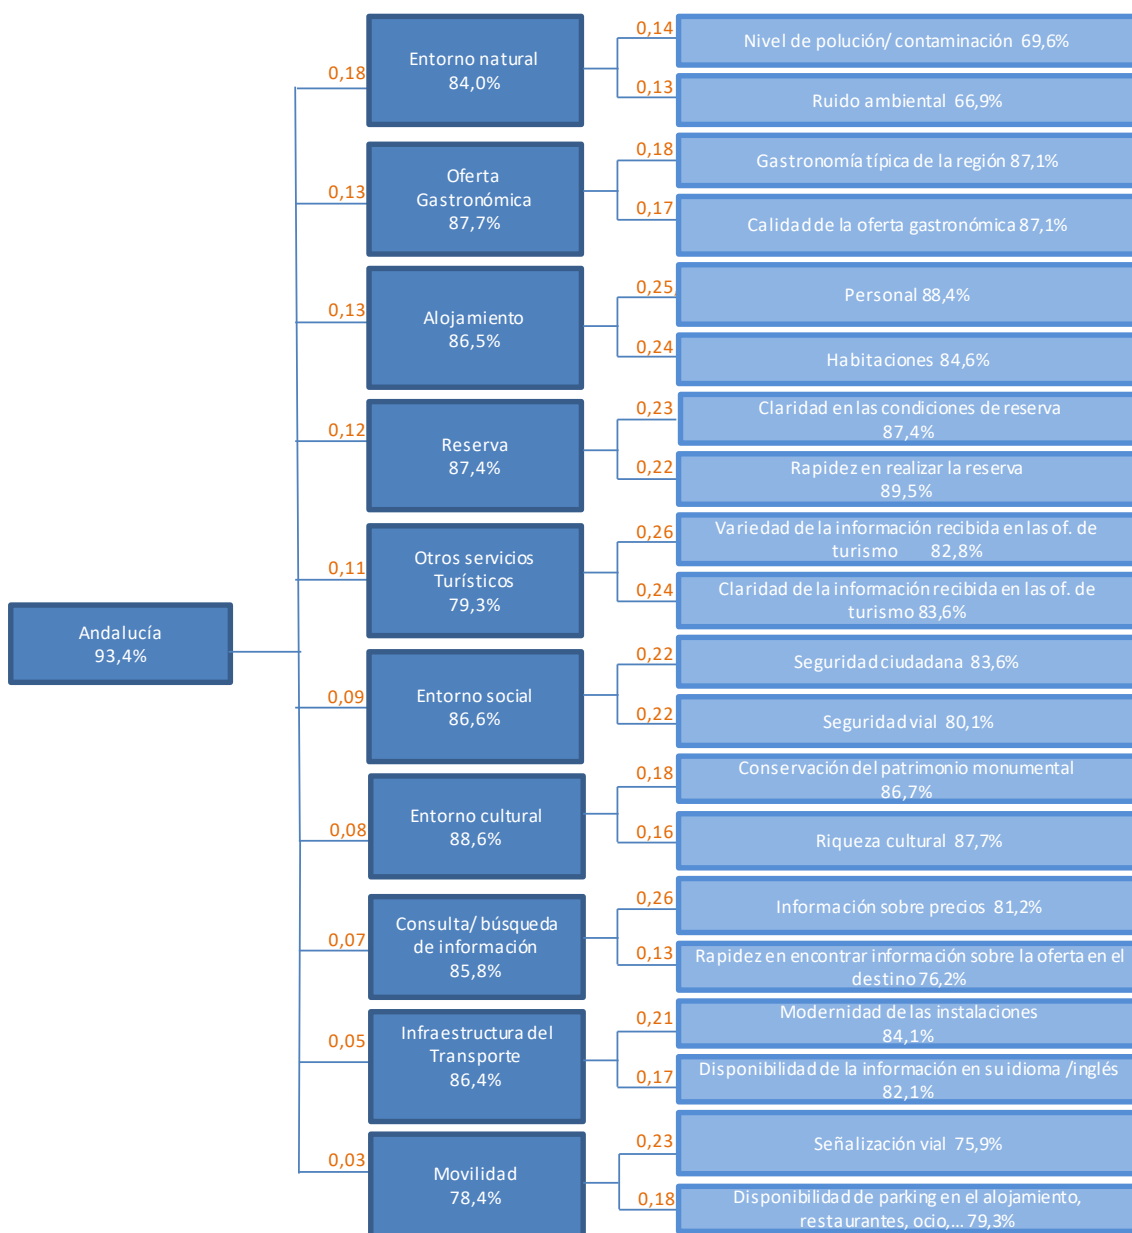 0,14
Nivel de polución/ contaminación 69,6%
Entorno natural
84,0%
0,18
0,13
Ruido ambiental 66,9%
0,18
Gastronomía típica de la región 87,1%
Oferta
Gastronómica
87,7%
0,13
0,17
Calidad de la oferta gastronómica 87,1%
0,25
Personal 88,4%
0,13
Alojamiento
86,5%
0,24
Habitaciones 84,6%
0,23
Claridad en las condiciones de reserva
87,4%
0,12
Reserva
87,4%
0,22
Rapidez en realizar la reserva
89,5%
0,26
Variedad de la información recibida en las of. de
turismo 82,8%
0,11
Otros servicios
Turísticos
79,3%
0,24
Claridad de la información recibida en las of. de
turismo 83,6%
Andalucía
93,4%
0,22
Seguridad ciudadana 83,6%
0,09
Entorno social
86,6%
0,22
Seguridad vial 80,1%
0,18
Conservación del patrimonio monumental
86,7%
0,08
Entorno cultural
88,6%
0,16
Riqueza cultural 87,7%
0,26
Información sobre precios 81,2%
0,07
Consulta/ búsqueda
de información
85,8%
0,13
Rapidez en encontrar información sobre la oferta en el
destino 76,2%
0,21
Modernidad de las instalaciones
84,1%
0,05
Infraestructura del
Transporte
86,4%
0,17
Disponibilidad de la información en su idioma /inglés
82,1%
0,23
Señalización vial 75,9%
0,03
Movilidad
78,4%
0,18
Disponibilidad de parking en el alojamiento,
restaurantes, ocio,... 79,3%